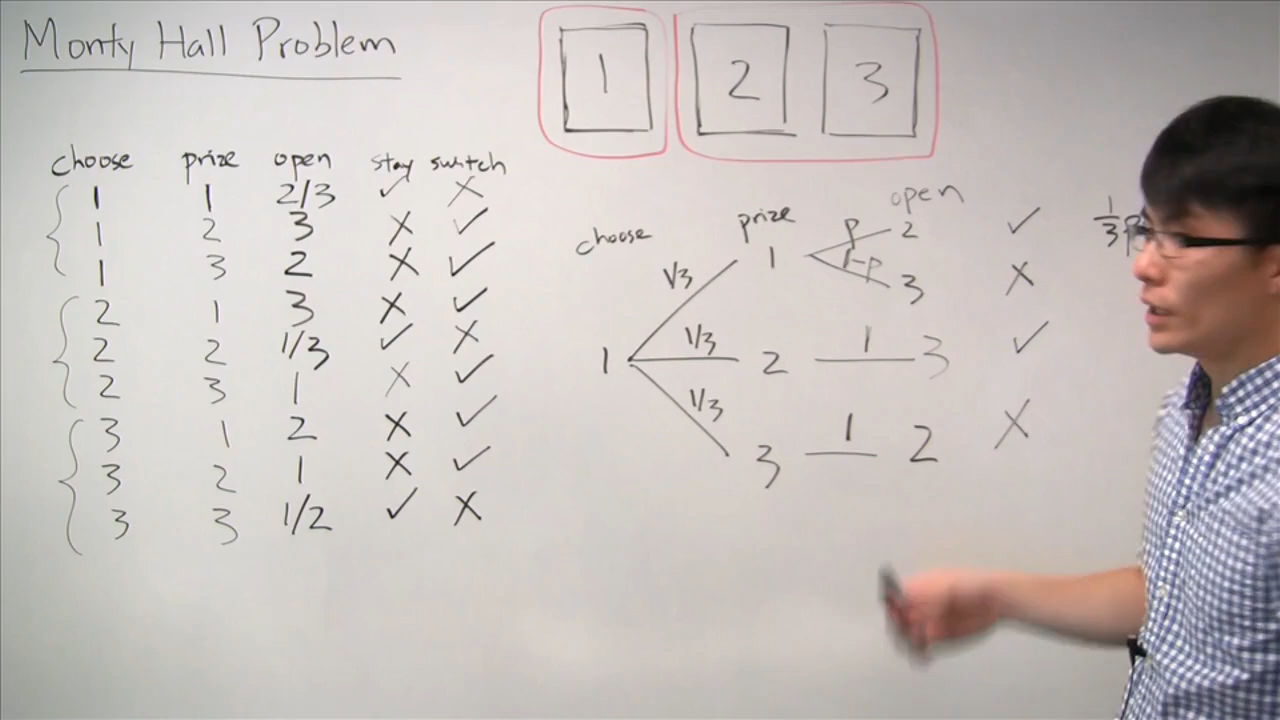 Monty Hall Problem
1 2 3
choose prize open stay switch
1 1 2/3 ✓ X
1 2 3 X ✓
1 3 2 X ✓
2 1 3 X ✓
2 2 1/3 ✓ X
2 3 1 X ✓
3 1 2 X ✓
3 2 1 X ✓
3 3 1/2 ✓ X
choose prize open
1
1/3 1 p 2 ✓ 1/3 p
1-p 3 X
1/3 2 1 3 ✓
1/3 3 1 2 X